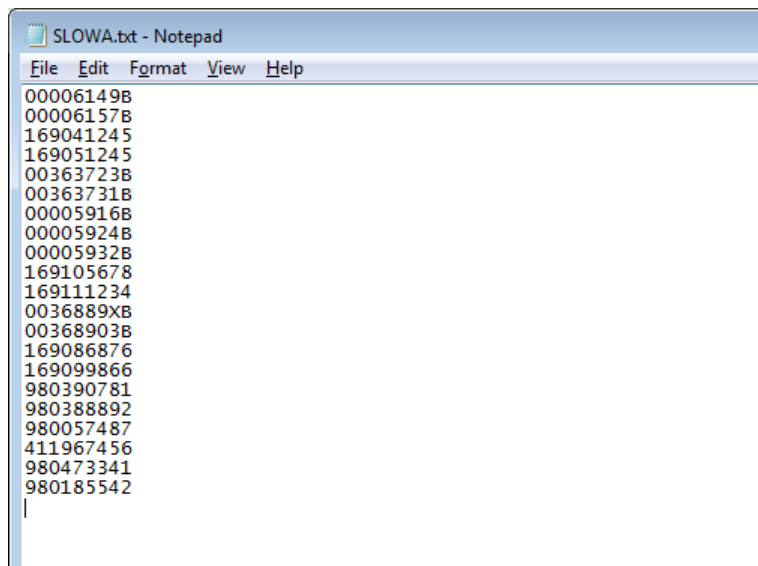 SLOWA.txt - Notepad
File Edit Format View Help
00006149B
00006157B
169041245
169051245
00363723B
00363731B
00005916B
00005924B
00005932B
169105678
169111234
0036889XB
00368903B
169086876
169099866
980390781
980388892
980057487
411967456
980473341
980185542